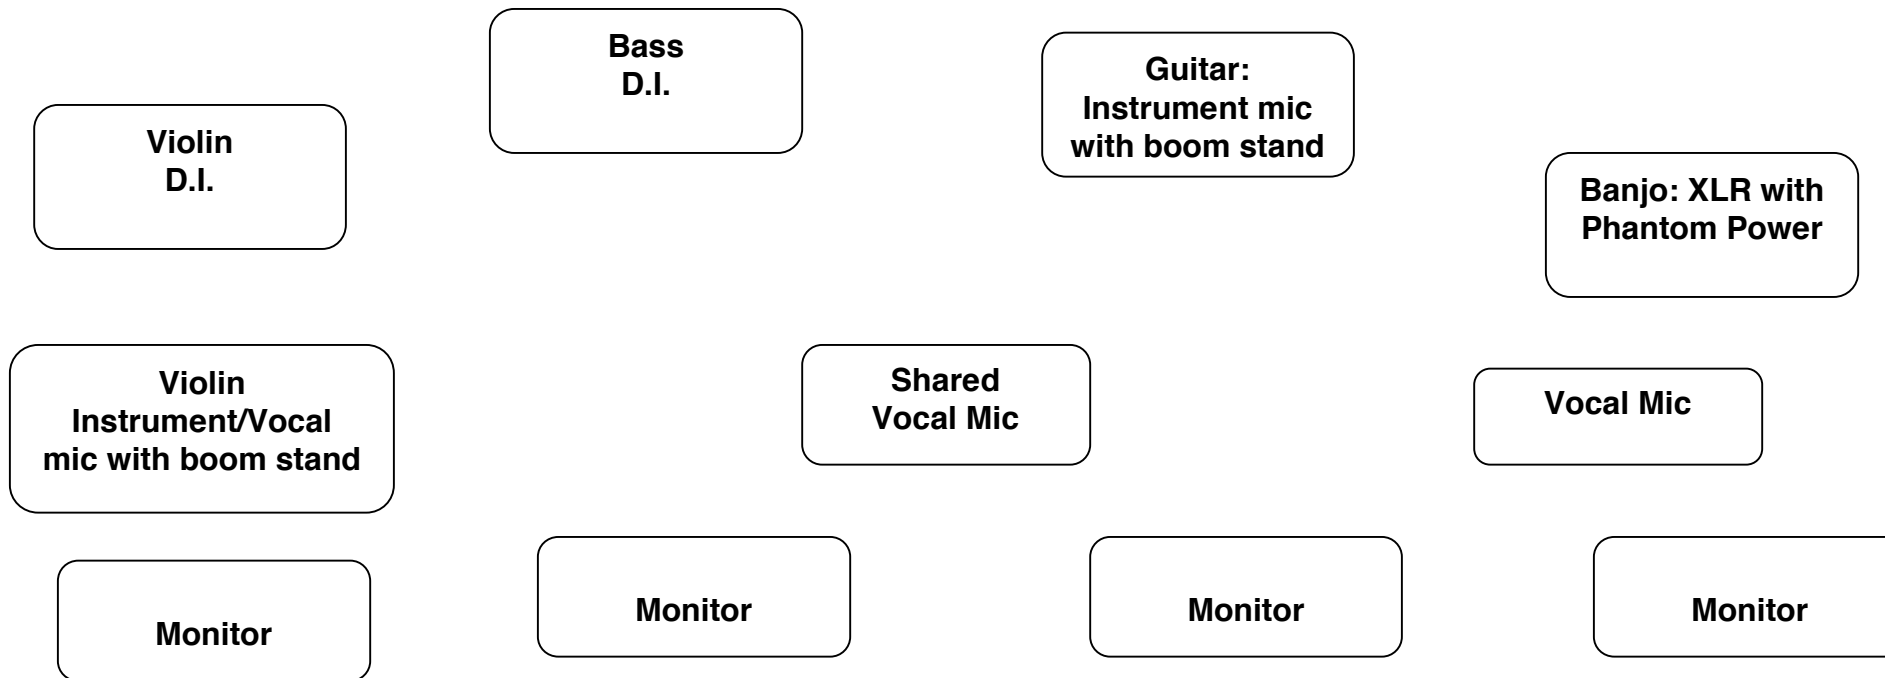 Bass
D.I.
Guitar:
Instrument mic
with boom stand
Violin
D.I.
Banjo: XLR with
Phantom Power
Violin
Instrument/Vocal
mic with boom stand
Shared
Vocal Mic
Vocal Mic
Monitor
Monitor
Monitor
Monitor